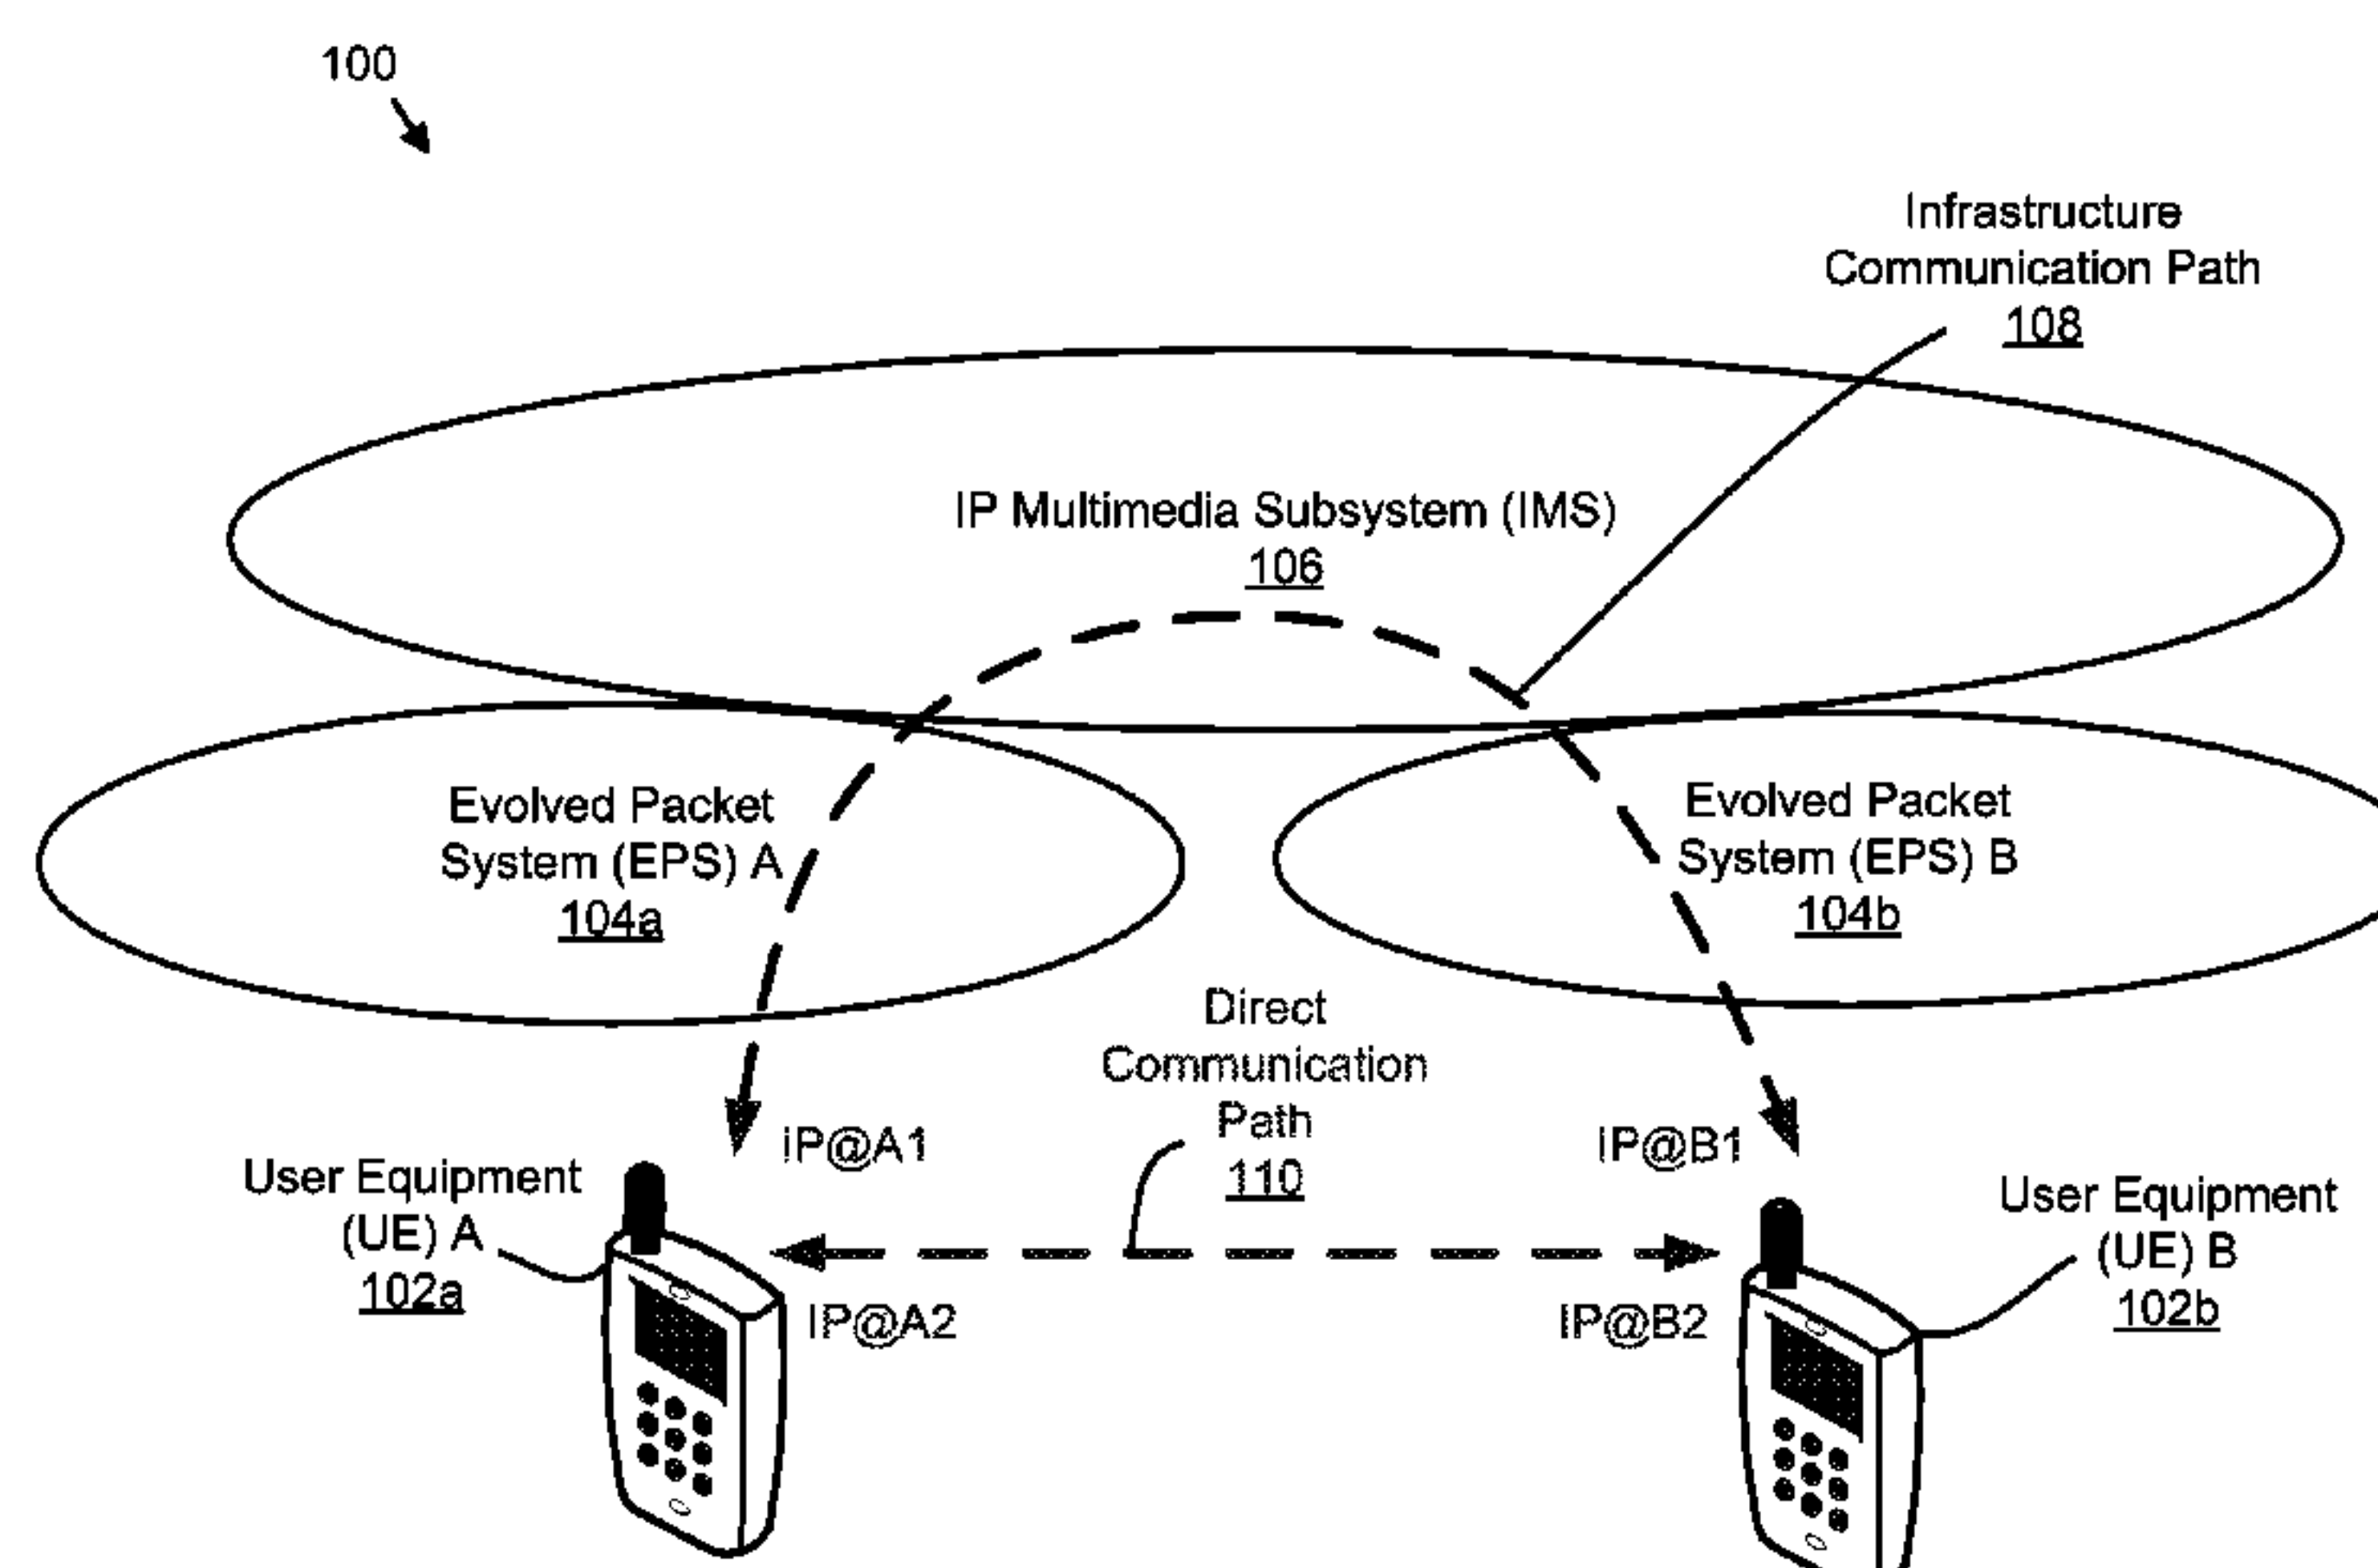 100
Infrastructure
Communication Path
108
IP Multimedia Subsystem (IMS)
106
Evolved Packet
System (EPS) A
104a
Evolved Packet
System (EPS) B
104b
Direct
Communication
Path
110
IP@A1
IP@B1
User Equipment
(UE) A
102a
User Equipment
(UE) B
102b
IP@A2
IP@B2